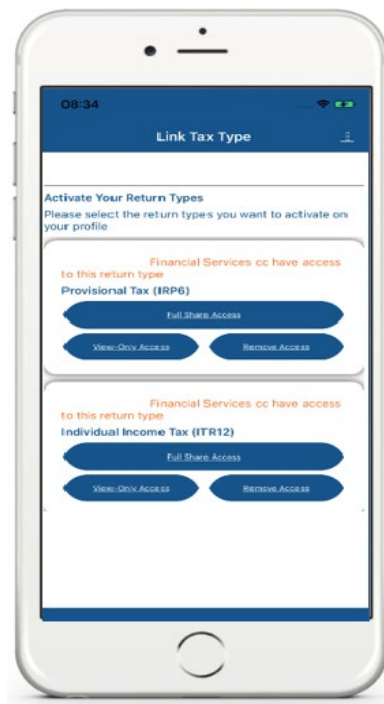 08:34
Link Tax Type
Activate Your Return Types
Please select the return types you want to activate on
your profile
Financial Services cc have access
to this return type
Provisional Tax (IRP6)
Full Share Access
View-Only Access Remove Access
Financial Services cc have access
to this return type
Individual Income Tax (ITR12)
Full Share Access
View-Only Access Remove Access